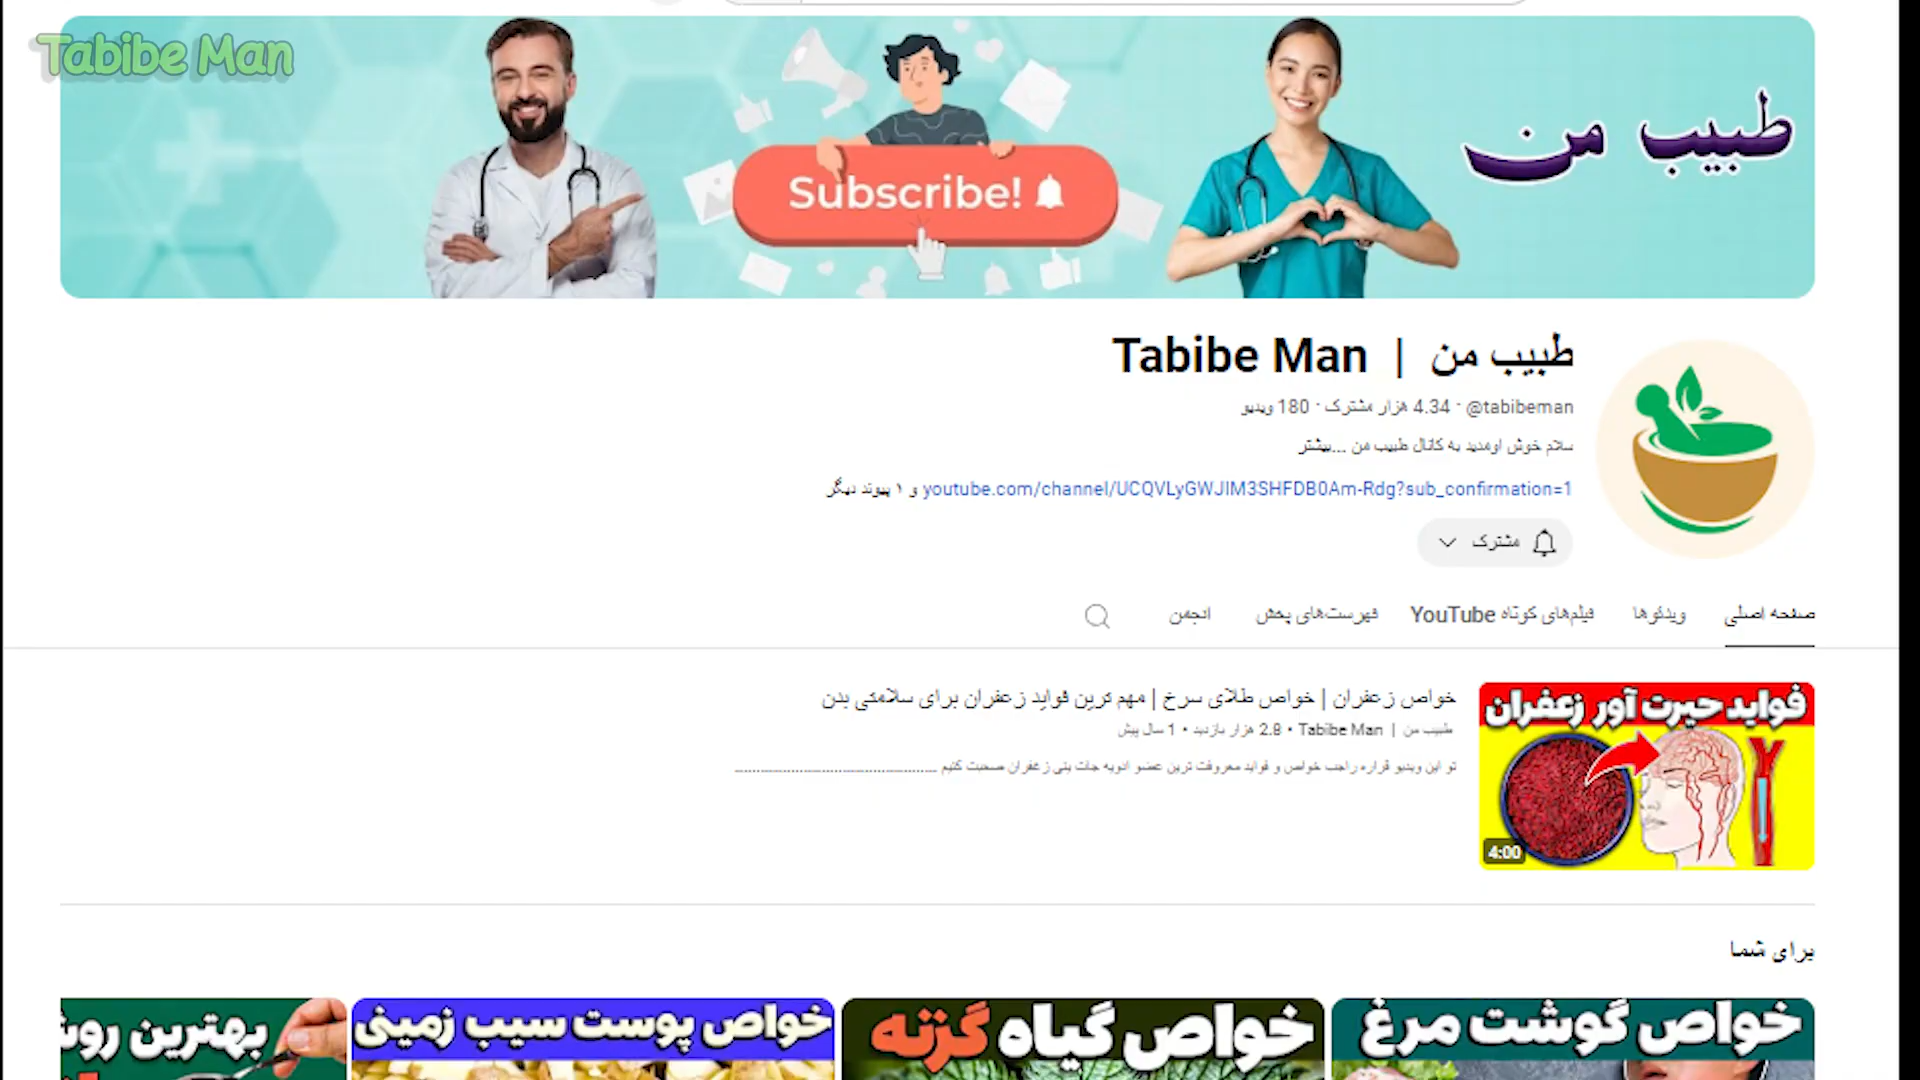 Tabibe Man
Subscribe!
طبیب من
طبیب من | Tabibe Man
@tabibeman · 4.34 هزار مشترک · 180 ویدیو
سلام خوش اومدید به کانال طبیب من ...بیشتر
youtube.com/channel/UCQVLyGWJIM3SHFDB0Am-Rdg?sub_confirmation=1 و ۱ پیوند دیگر
مشترک
صفحه اصلی
ویدئوها
فیلم‌های کوتاه YouTube
فهرست‌های پخش
انجمن
فواید حیرت آور زعفران
4:00
خواص زعفران | خواص طلای سرخ | مهم ترین فواید زعفران برای سلامتی بدن
طبیب من | Tabibe Man • 2.8 هزار بازدید • 1 سال پیش
تو این ویدیو قراره راجب خواص و فواید معروفت ترین عضو ادویه جات ینی زعفران صحبت کنیم
برای شما
خواص گوشت مرغ
خواص گیاه گزنه
خواص پوست سیب زمینی
بهترین